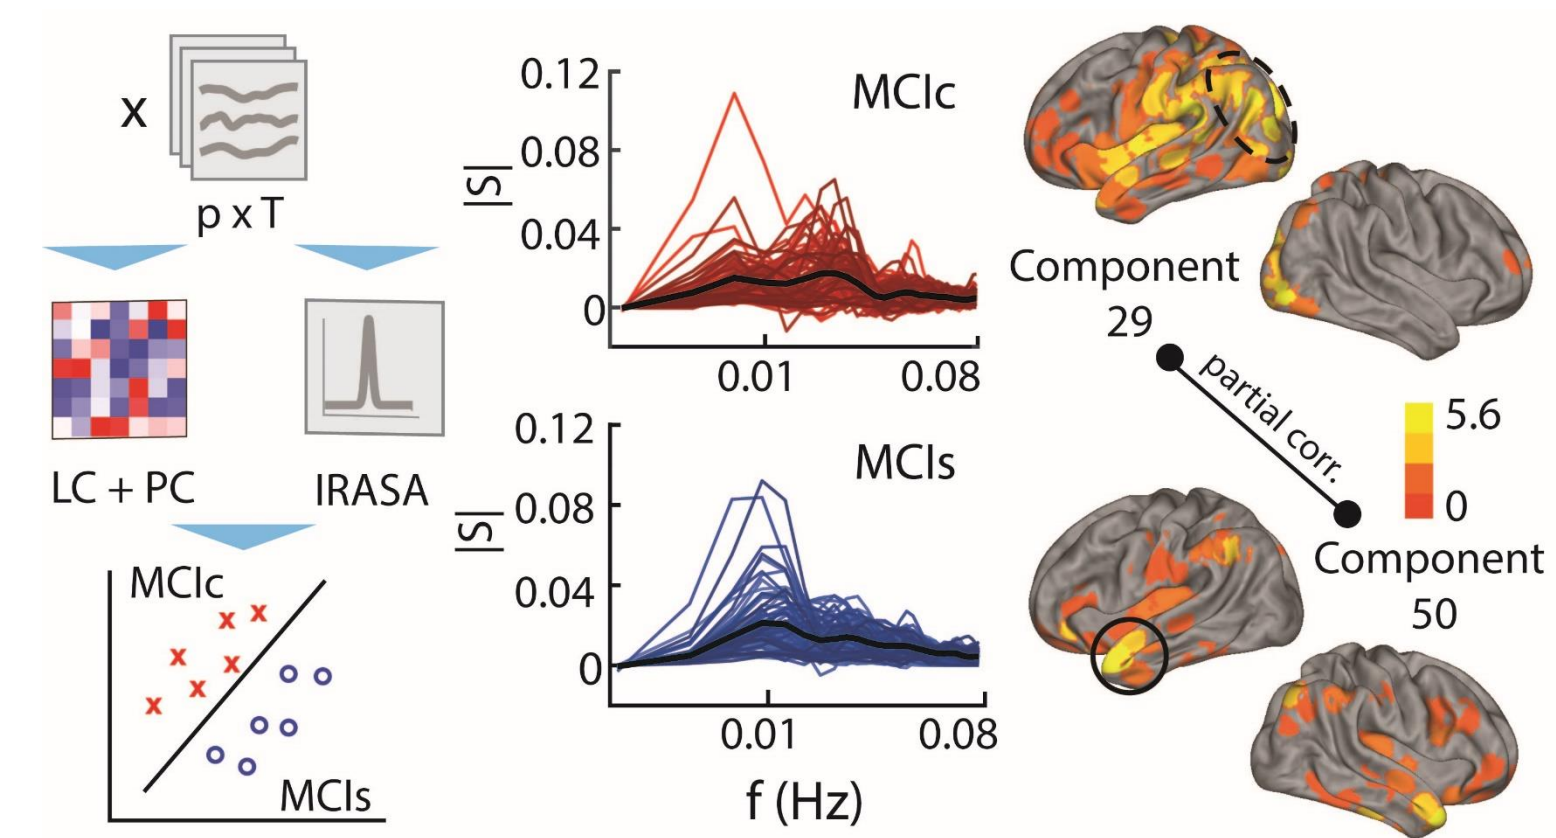 x
p x T
LC + PC
IRASA
MCIc
x x
x x
x x
MCIs
0.12
MCIc
0.08
|S|
0.04
0
0.01
0.08
0.12
MCIs
0.08
|S|
0.04
0
0.01
0.08
f (Hz)
Component
29
partial corr.
5.6
0
Component
50